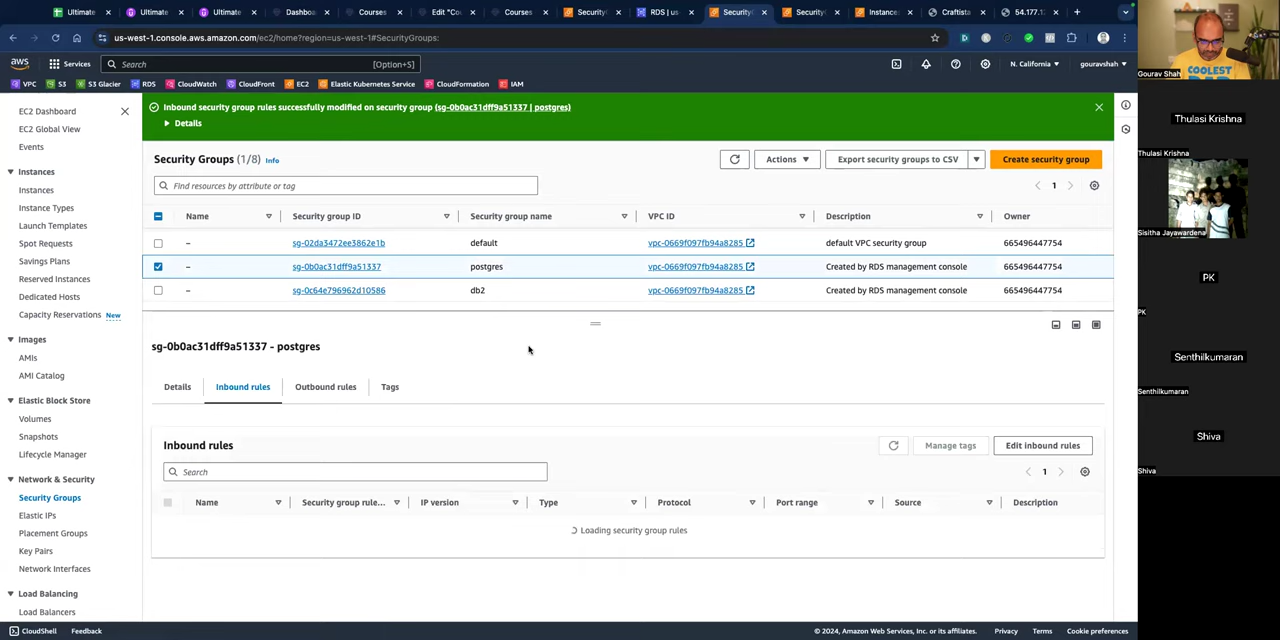 Ultimate
Ultimate
Ultimate
Dashboa
Courses
Edit "Co
Courses
Security
RDS | us
Security
Security
Instance
Craftista
54.177.1
us-west-1.console.aws.amazon.com/ec2/home?region=us-west-1#SecurityGroups:
aws
Services
Search
[Option+S]
N. California
gouravshah
VPC
S3
S3 Glacier
RDS
CloudWatch
CloudFront
EC2
Elastic Kubernetes Service
CloudFormation
IAM
EC2 Dashboard
EC2 Global View
Events
Instances
Instances
Instance Types
Launch Templates
Spot Requests
Savings Plans
Reserved Instances
Dedicated Hosts
Capacity Reservations New
Images
AMIs
AMI Catalog
Elastic Block Store
Volumes
Snapshots
Lifecycle Manager
Network & Security
Security Groups
Elastic IPs
Placement Groups
Key Pairs
Network Interfaces
Load Balancing
Load Balancers
Inbound security group rules successfully modified on security group (sg-0b0ac31dff9a51337 | postgres)
Details
Security Groups (1/8) Info
Actions
Export security groups to CSV
Create security group
Find resources by attribute or tag
1
Name
Security group ID
Security group name
VPC ID
Description
Owner
– sg-02da3472ee3862e1b default vpc-0669f097fb94a8285 default VPC security group 665496447754
– sg-0b0ac31dff9a51337 postgres vpc-0669f097fb94a8285 Created by RDS management console 665496447754
– sg-0c64e796962d10586 db2 vpc-0669f097fb94a8285 Created by RDS management console 665496447754
sg-0b0ac31dff9a51337 - postgres
Details
Inbound rules
Outbound rules
Tags
Inbound rules
Manage tags
Edit inbound rules
Search
1
Name
Security group rule...
IP version
Type
Protocol
Port range
Source
Description
Loading security group rules
CloudShell
Feedback
© 2024, Amazon Web Services, Inc. or its affiliates.
Privacy
Terms
Cookie preferences
COOLEST
Gourav Shah
Thulasi Krishna
Thulasi Krishna
Sisitha Jayawardena
PK
PK
Senthilkumaran
Senthilkumaran
Shiva
Shiva